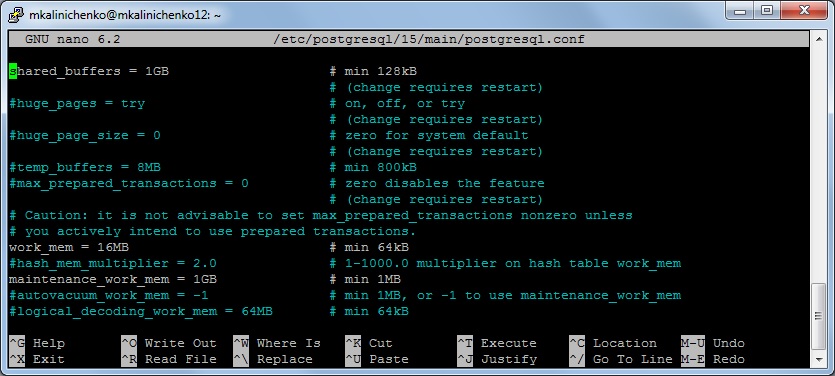 mkalinichenko@mkalinichenko12: ~
GNU nano 6.2 /etc/postgresql/15/main/postgresql.conf
shared_buffers = 1GB # min 128kB
# (change requires restart)
#huge_pages = try # on, off, or try
# (change requires restart)
#huge_page_size = 0 # zero for system default
# (change requires restart)
#temp_buffers = 8MB # min 800kB
#max_prepared_transactions = 0 # zero disables the feature
# (change requires restart)
# Caution: it is not advisable to set max_prepared_transactions nonzero unless
# you actively intend to use prepared transactions.
work_mem = 16MB # min 64kB
#hash_mem_multiplier = 2.0 # 1-1000.0 multiplier on hash table work_mem
maintenance_work_mem = 1GB # min 1MB
#autovacuum_work_mem = -1 # min 1MB, or -1 to use maintenance_work_mem
#logical_decoding_work_mem = 64MB # min 64kB
^G Help ^O Write Out ^W Where Is ^K Cut ^T Execute ^C Location M-U Undo
^X Exit ^R Read File ^\ Replace ^U Paste ^J Justify ^/ Go To Line M-E Redo